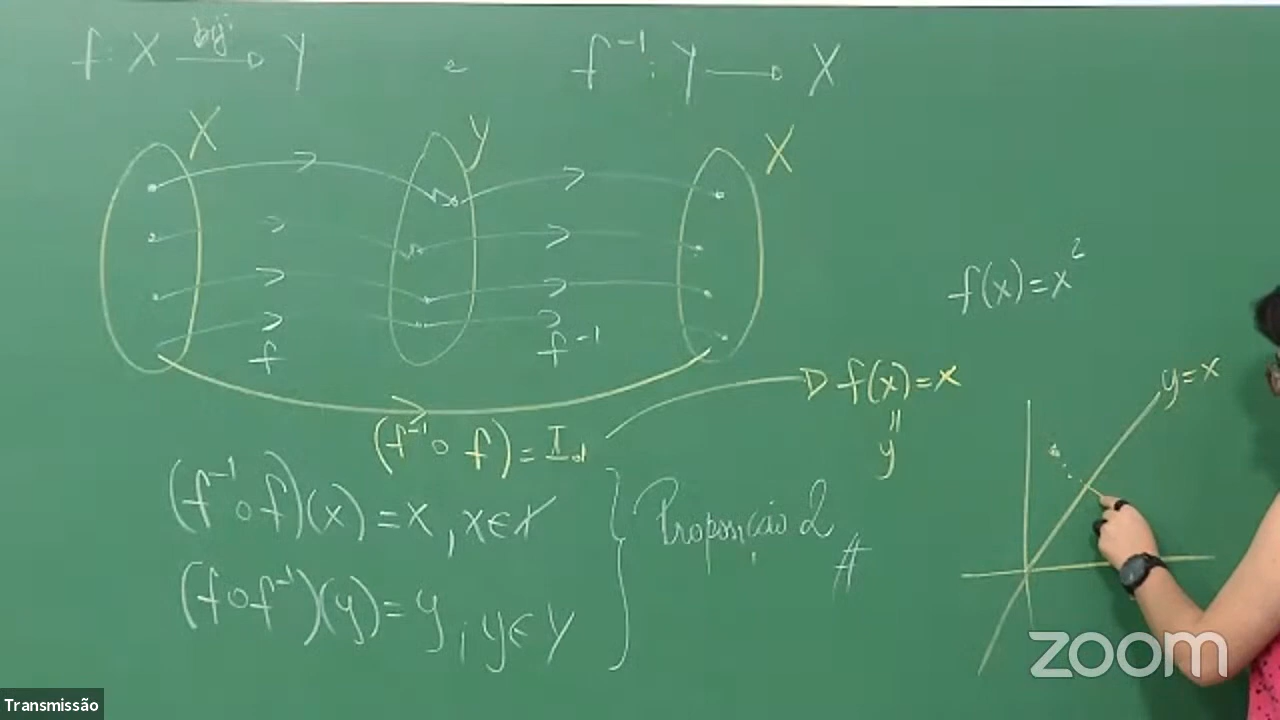 f: X bij→ Y e f⁻¹: Y → X
X Y X
f f⁻¹
f(x)=x²
y=x
(f⁻¹ ∘ f) = Id
f(x)=x
=
y
(f⁻¹ ∘ f)(x) = x, x ∈ X
Proposição 2 #
(f ∘ f⁻¹)(y) = y, y ∈ Y
zoom
Transmissão